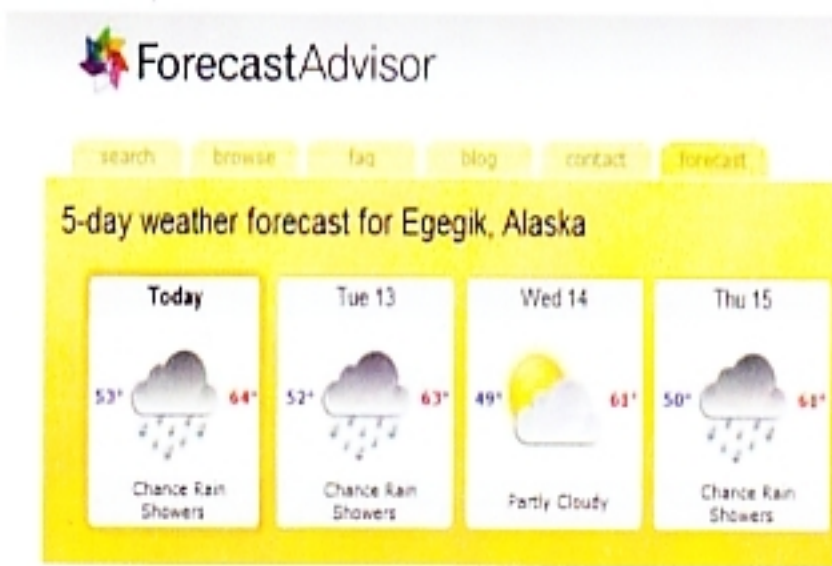 ForecastAdvisor
search browse faq blog contact forecast
5-day weather forecast for Egegik, Alaska
Today
53° 64°
Chance Rain
Showers
Tue 13
52° 63°
Chance Rain
Showers
Wed 14
49° 61°
Partly Cloudy
Thu 15
50° 61°
Chance Rain
Showers